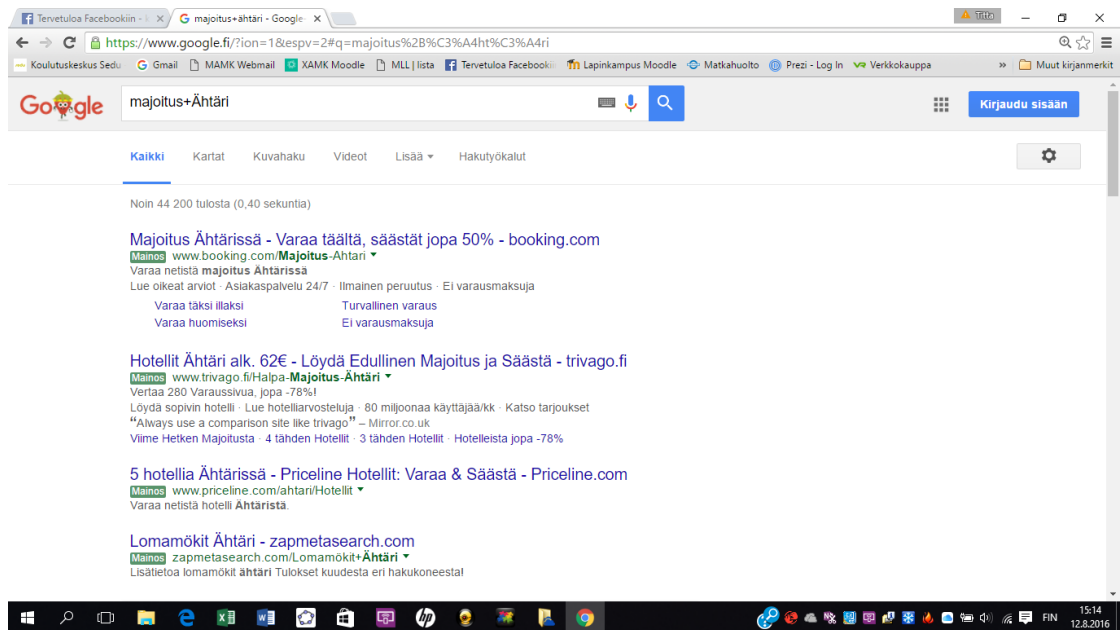 Tervetuloa Facebookiin - k
majoitus+ähtäri - Google-
Titta
https://www.google.fi/?ion=1&espv=2#q=majoitus%2B%C3%A4ht%C3%A4ri
Koulutuskeskus Sedu Gmail MAMK Webmail XAMK Moodle MLL | lista Tervetuloa Facebooki Lapinkampus Moodle Matkahuolto Prezi - Log In Verkkokauppa » Muut kirjanmerkit
Google majoitus+Ähtäri Kirjaudu sisään
Kaikki Kartat Kuvahaku Videot Lisää Hakutyökalut
Noin 44 200 tulosta (0,40 sekuntia)
Majoitus Ähtärissä - Varaa täältä, säästät jopa 50% - booking.com
Mainos www.booking.com/Majoitus-Ahtari
Varaa netistä majoitus Ähtärissä
Lue oikeat arviot · Asiakaspalvelu 24/7 · Ilmainen peruutus · Ei varausmaksuja
Varaa täksi illaksi Turvallinen varaus
Varaa huomiseksi Ei varausmaksuja
Hotellit Ähtäri alk. 62€ - Löydä Edullinen Majoitus ja Säästä - trivago.fi
Mainos www.trivago.fi/Halpa-Majoitus-Ähtäri
Vertaa 280 Varaussivua, jopa -78%!
Löydä sopivin hotelli · Lue hotelliarvosteluja · 80 miljoonaa käyttäjää/kk · Katso tarjoukset
“Always use a comparison site like trivago” – Mirror.co.uk
Viime Hetken Majoitusta · 4 tähden Hotellit · 3 tähden Hotellit · Hotelleista jopa -78%
5 hotellia Ähtärissä - Priceline Hotellit: Varaa & Säästä - Priceline.com
Mainos www.priceline.com/ahtari/Hotellit
Varaa netistä hotelli Ähtäristä.
Lomamökit Ähtäri - zapmetasearch.com
Mainos zapmetasearch.com/Lomamökit+Ähtäri
Lisätietoa lomamökit ähtäri Tulokset kuudesta eri hakukoneesta!
FIN 15:14
12.8.2016